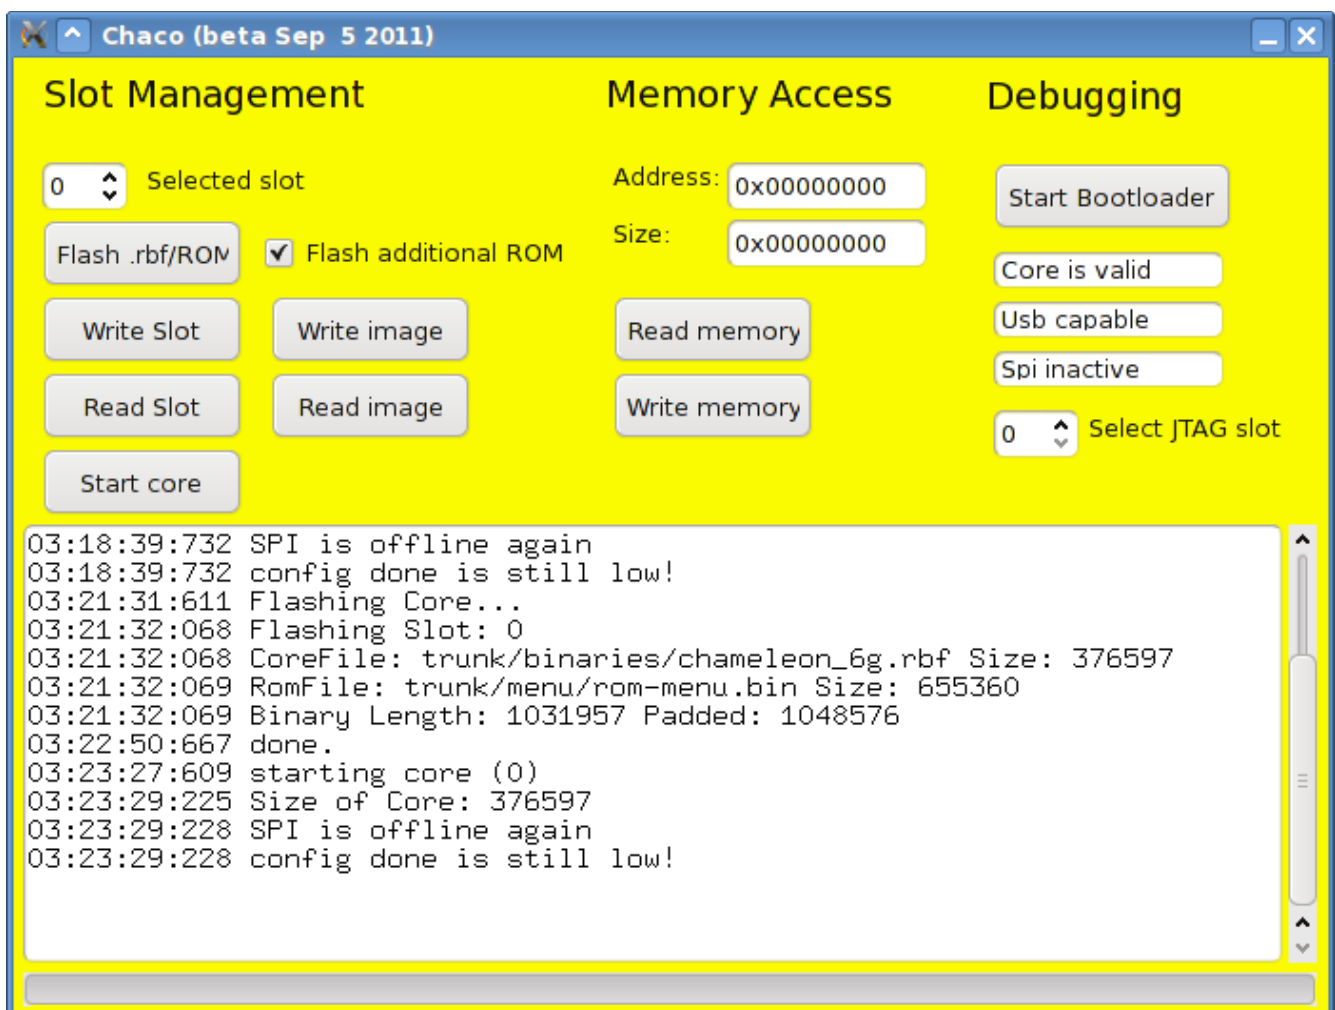 Chaco (beta Sep  5 2011)
Slot Management
Memory Access
Debugging
0
Selected slot
Address:
0x00000000
Start Bootloader
Flash .rbf/ROM
Flash additional ROM
Size:
0x00000000
Core is valid
Write Slot
Write image
Read memory
Usb capable
Spi inactive
Read Slot
Read image
Write memory
0
Select JTAG slot
Start core
03:18:39:732 SPI is offline again
03:18:39:732 config done is still low!
03:21:31:611 Flashing Core...
03:21:32:068 Flashing Slot: 0
03:21:32:068 CoreFile: trunk/binaries/chameleon_6g.rbf Size: 376597
03:21:32:069 RomFile: trunk/menu/rom-menu.bin Size: 655360
03:21:32:069 Binary Length: 1031957 Padded: 1048576
03:22:50:667 done.
03:23:27:609 starting core (0)
03:23:29:225 Size of Core: 376597
03:23:29:228 SPI is offline again
03:23:29:228 config done is still low!